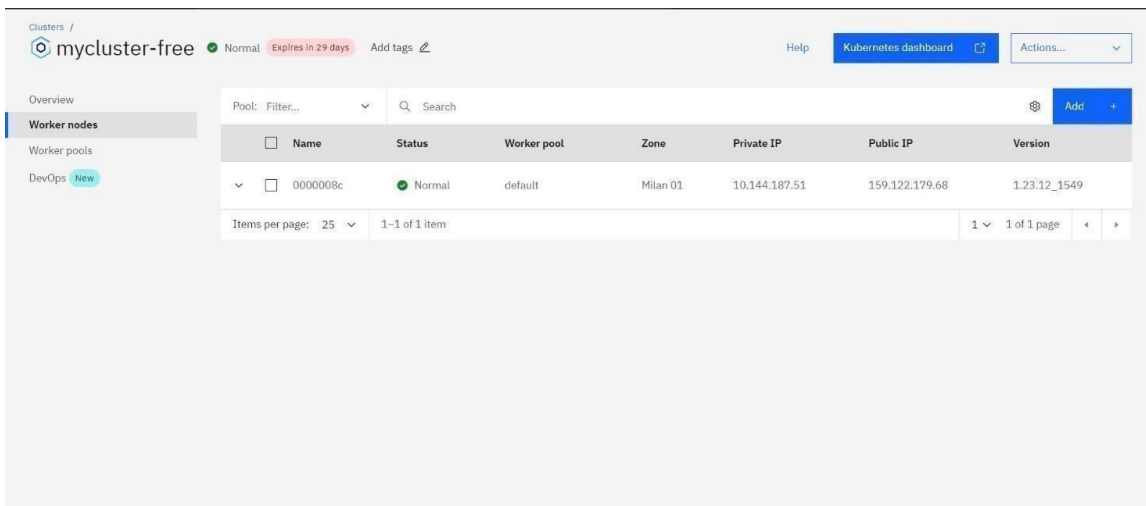 Clusters /
mycluster-free Normal Expires in 29 days Add tags Help Kubernetes dashboard Actions...
Overview
Worker nodes
Worker pools
DevOps New
Pool: Filter... Search Add +
Name Status Worker pool Zone Private IP Public IP Version
0000008c Normal default Milan 01 10.144.187.51 159.122.179.68 1.23.12_1549
Items per page: 25 1–1 of 1 item 1 1 of 1 page